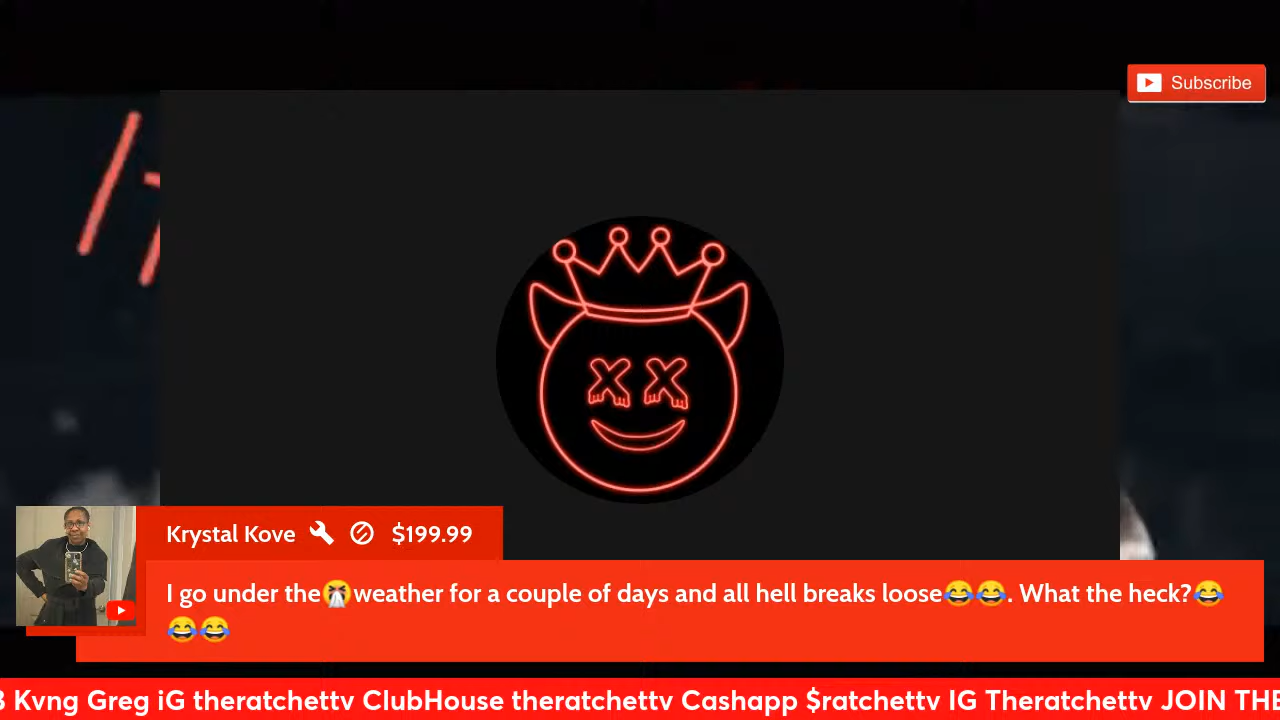 Subscribe
Krystal Kove $199.99
I go under the🤧weather for a couple of days and all hell breaks loose😂😂. What the heck?😂
😂😂
Kvng Greg iG theratchettv ClubHouse theratchettv Cashapp $ratchettv IG Theratchettv JOIN THE